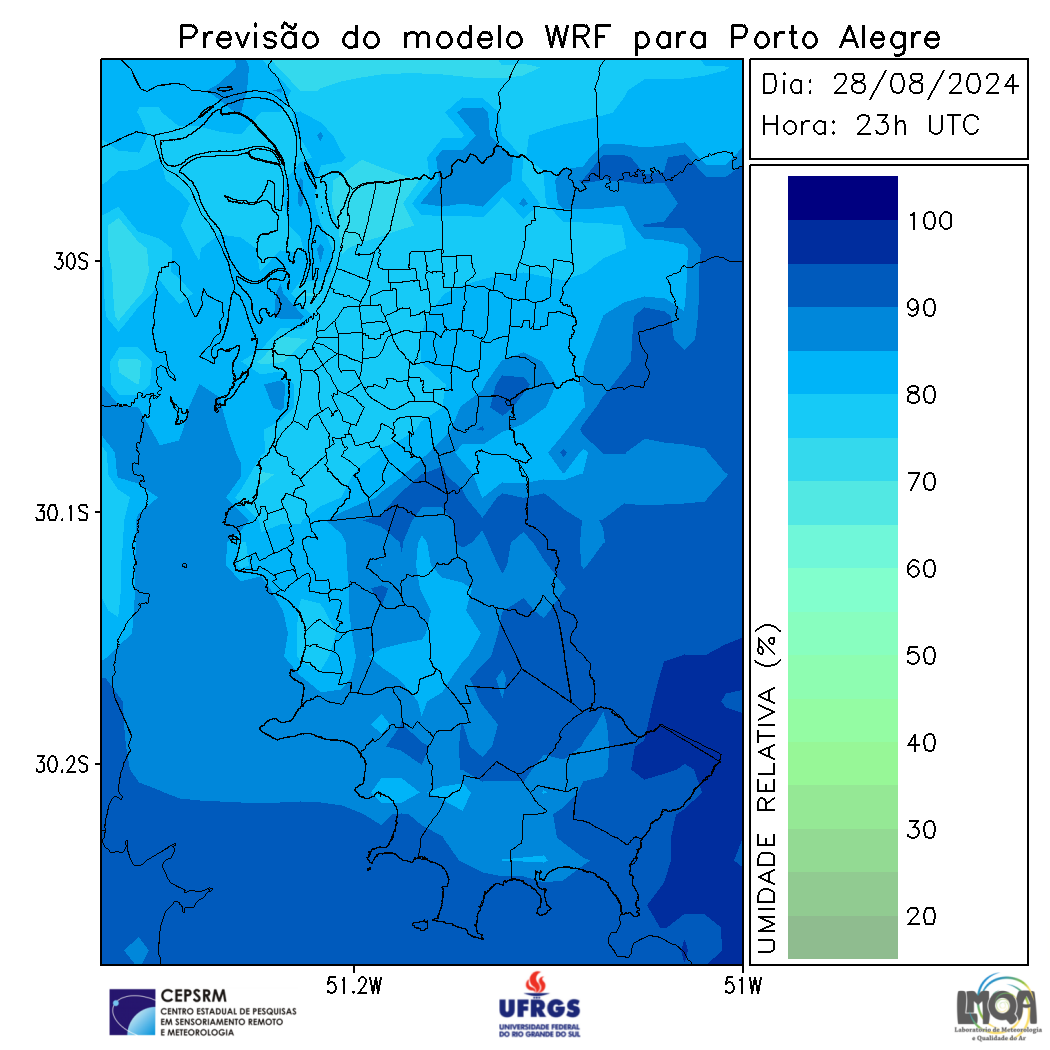 Previsão do modelo WRF para Porto Alegre
Dia: 28/08/2024
Hora: 23h UTC
30S
30.1S
30.2S
51.2W
51W
UMIDADE RELATIVA (%)
100
90
80
70
60
50
40
30
20
CEPSRM
CENTRO ESTADUAL DE PESQUISAS
EM SENSORIAMENTO REMOTO
E METEOROLOGIA
UFRGS
UNIVERSIDADE FEDERAL
DO RIO GRANDE DO SUL
LMQA
Laboratório de Meteorologia
e Qualidade do Ar